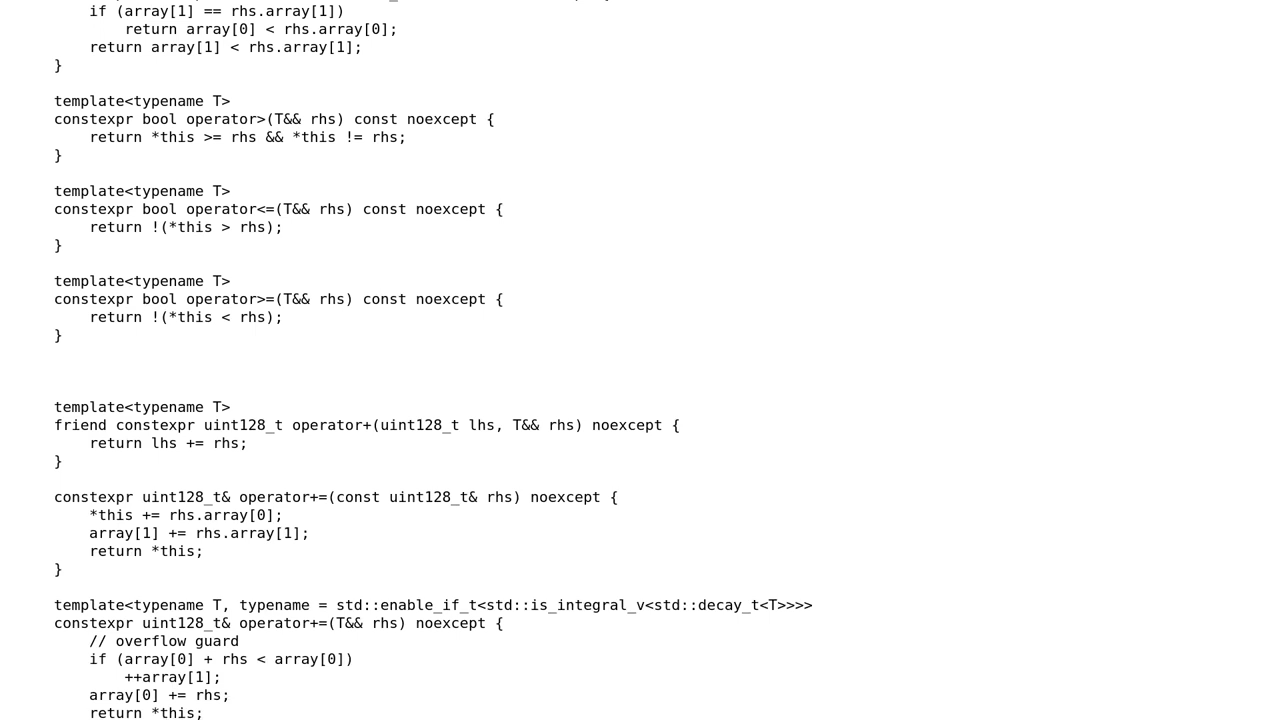 if (array[1] == rhs.array[1])
return array[0] < rhs.array[0];
return array[1] < rhs.array[1];
}
template<typename T>
constexpr bool operator>(T&& rhs) const noexcept {
return *this >= rhs && *this != rhs;
}
template<typename T>
constexpr bool operator<=(T&& rhs) const noexcept {
return !(*this > rhs);
}
template<typename T>
constexpr bool operator>=(T&& rhs) const noexcept {
return !(*this < rhs);
}
template<typename T>
friend constexpr uint128_t operator+(uint128_t lhs, T&& rhs) noexcept {
return lhs += rhs;
}
constexpr uint128_t& operator+=(const uint128_t& rhs) noexcept {
*this += rhs.array[0];
array[1] += rhs.array[1];
return *this;
}
template<typename T, typename = std::enable_if_t<std::is_integral_v<std::decay_t<T>>>>
constexpr uint128_t& operator+=(T&& rhs) noexcept {
// overflow guard
if (array[0] + rhs < array[0])
++array[1];
array[0] += rhs;
return *this;